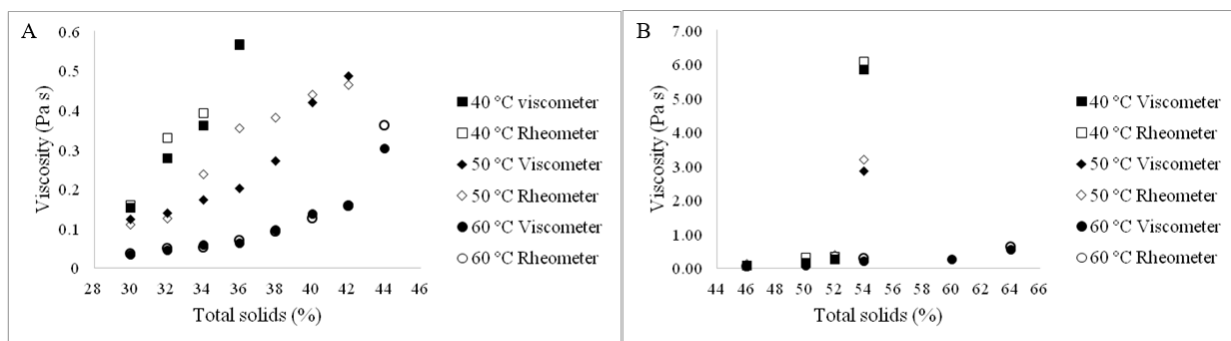 A
0.6
0.5
0.4
0.3
0.2
0.1
0
Viscosity (Pa s)
28 30 32 34 36 38 40 42 44 46
Total solids (%)
40 °C viscometer
40 °C Rheometer
50 °C Viscometer
50 °C Rheometer
60 °C Viscometer
60 °C Rheometer
B
7.00
6.00
5.00
4.00
3.00
2.00
1.00
0.00
Viscosity (Pa s)
44 46 48 50 52 54 56 58 60 62 64 66
Total solids (%)
40 °C Viscometer
40 °C Rheometer
50 °C Viscometer
50 °C Rheometer
60 °C Viscometer
60 °C Rheometer